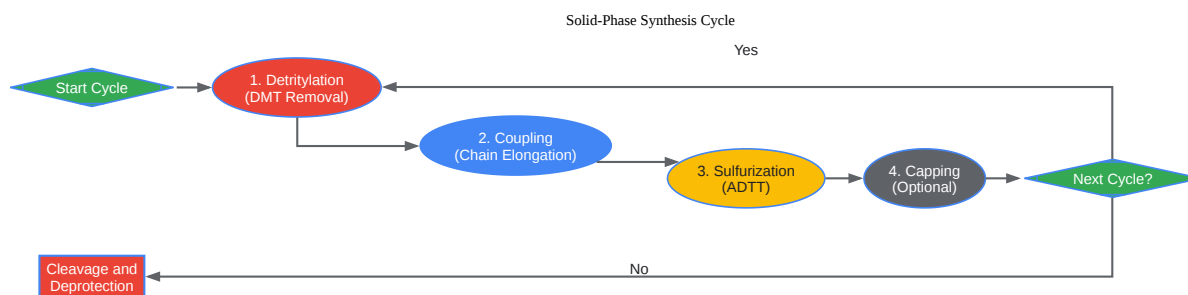 Solid-Phase Synthesis Cycle
Yes
Start Cycle
1. Detritylation
(DMT Removal)
2. Coupling
(Chain Elongation)
3. Sulfurization
(ADTT)
4. Capping
(Optional)
Next Cycle?
No
Cleavage and
Deprotection